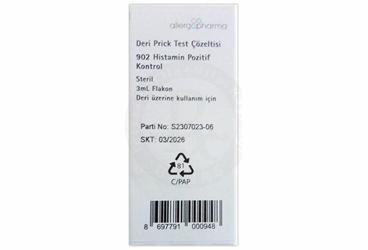 allergopharma
Deri Prick Test Çözeltisi
902 Histamin Pozitif
Kontrol
Steril
3mL Flakon
Deri üzerine kullanım için
Parti No: S2307023-06
SKT: 03/2026
81
C/PAP
8 697791 000948